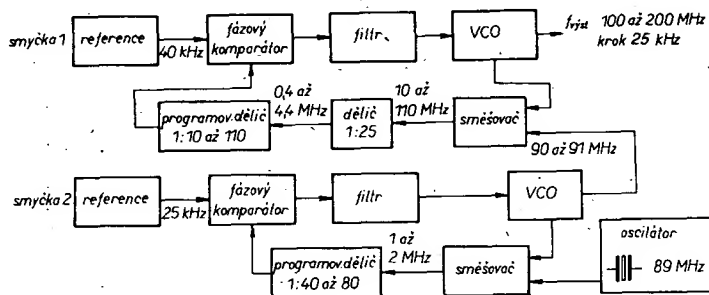 smyčka 1
reference
40 kHz
fázový
komparátor
filtr
VCO
fvýst 100 až 200 MHz
krok 25 kHz
programov. dělič
1:10 až 110
0,4 až
4,4 MHz
dělič
1:25
10 až
110 MHz
směšovač
90 až 91 MHz
smyčka 2
reference
25 kHz
fázový
komparátor
filtr
VCO
programov. dělič
1:40 až 80
1 až
2 MHz
směšovač
oscilátor
89 MHz